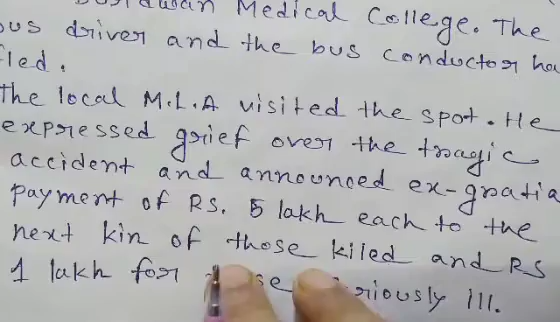 Medical College. The
driver and the bus conductor
fled.
The local M.L.A visited the spot. He
expressed grief over the tragic
accident and announced ex-gratia
payment of RS. 5 lakh each to the
next kin of those kiled and RS
1 lakh for ill.